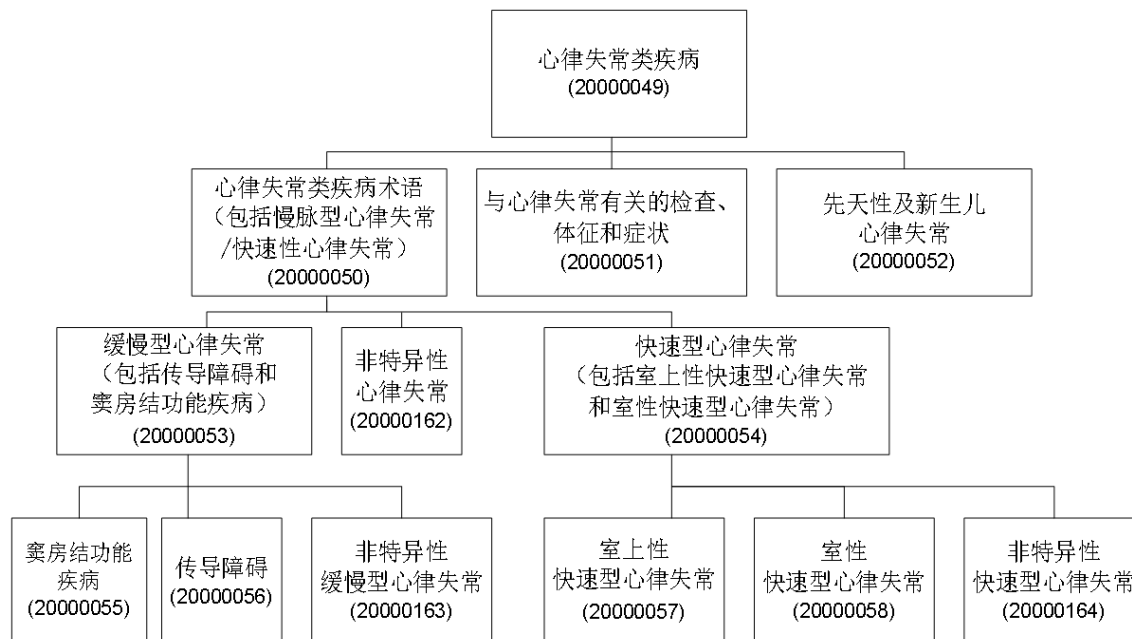 心律失常类疾病
(20000049)
心律失常类疾病术语
（包括慢脉型心律失常
/快速性心律失常）
(20000050)
与心律失常有关的检查、
体征和症状
(20000051)
先天性及新生儿
心律失常
(20000052)
缓慢型心律失常
（包括传导障碍和
窦房结功能疾病）
(20000053)
非特异性
心律失常
(20000162)
快速型心律失常
（包括室上性快速型心律失常
和室性快速型心律失常）
(20000054)
窦房结功能
疾病
(20000055)
传导障碍
(20000056)
非特异性
缓慢型心律失常
(20000163)
室上性
快速型心律失常
(20000057)
室性
快速型心律失常
(20000058)
非特异性
快速型心律失常
(20000164)